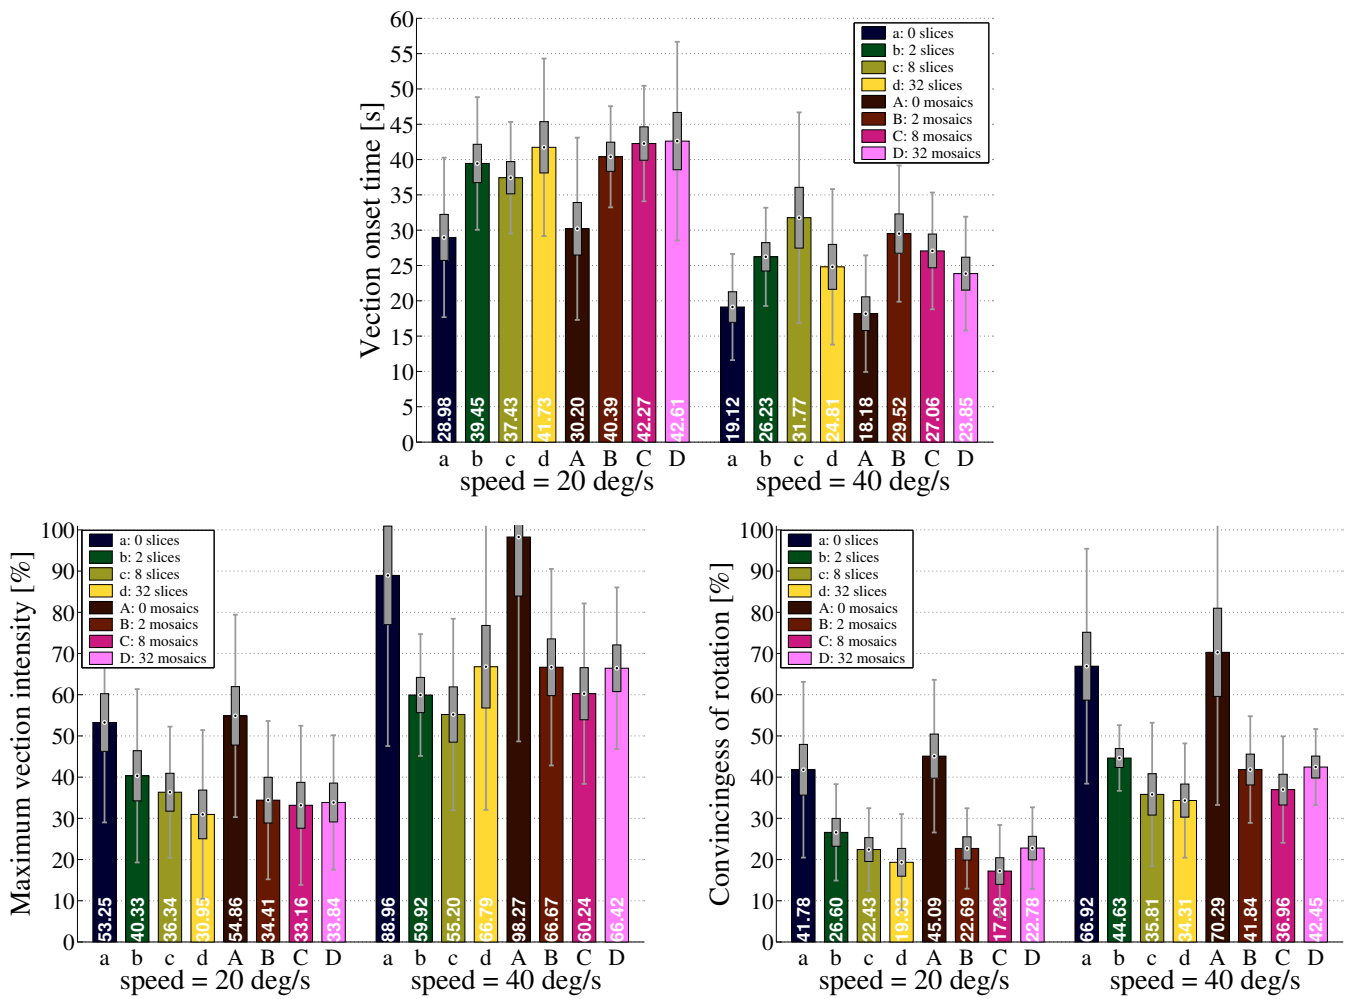 Vection onset time [s]
60
55
50
45
40
35
30
25
20
15
10
5
0
a: 0 slices
b: 2 slices
c: 8 slices
d: 32 slices
A: 0 mosaics
B: 2 mosaics
C: 8 mosaics
D: 32 mosaics
28.98 39.45 37.43 41.73 30.20 40.39 42.27 42.61 19.12 26.23 31.77 24.81 18.18 29.52 27.06 23.85
a b c d A B C D a b c d A B C D
speed = 20 deg/s speed = 40 deg/s
Maximum vection intensity [%]
100
90
80
70
60
50
40
30
20
10
0
a: 0 slices
b: 2 slices
c: 8 slices
d: 32 slices
A: 0 mosaics
B: 2 mosaics
C: 8 mosaics
D: 32 mosaics
53.25 40.33 36.34 30.95 54.86 34.41 33.16 33.84 88.96 59.92 55.20 66.79 98.27 66.67 60.24 66.42
a b c d A B C D a b c d A B C D
speed = 20 deg/s speed = 40 deg/s
Convincingess of rotation [%]
100
90
80
70
60
50
40
30
20
10
0
a: 0 slices
b: 2 slices
c: 8 slices
d: 32 slices
A: 0 mosaics
B: 2 mosaics
C: 8 mosaics
D: 32 mosaics
41.78 26.60 22.43 45.09 22.69 22.78 66.92 44.63 35.81 34.31 70.29 41.84 36.96 42.45
a b c d A B C D a b c d A B C D
speed = 20 deg/s speed = 40 deg/s